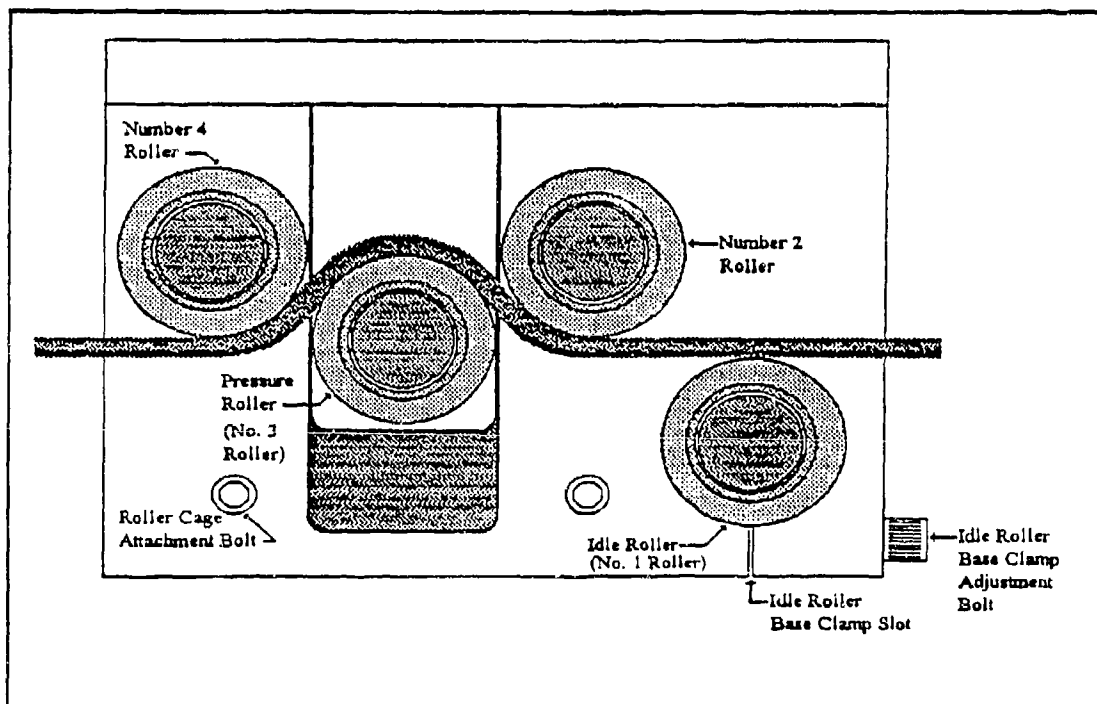 Number 4
Roller
Number 2
Roller
Pressure
Roller
(No. 3
Roller)
Roller Cage
Attachment Bolt
Idle Roller
(No. 1 Roller)
Idle Roller
Base Clamp Slot
Idle Roller
Base Clamp
Adjustment
Bolt